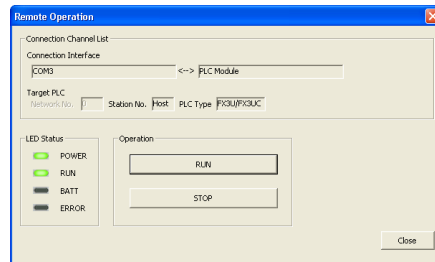 Remote Operation
Connection Channel List
Connection Interface
COM3 <--> PLC Module
Target PLC
Network No. 0 Station No. Host PLC Type FX3U/FX3UC
LED Status
POWER
RUN
BATT
ERROR
Operation
RUN
STOP
Close